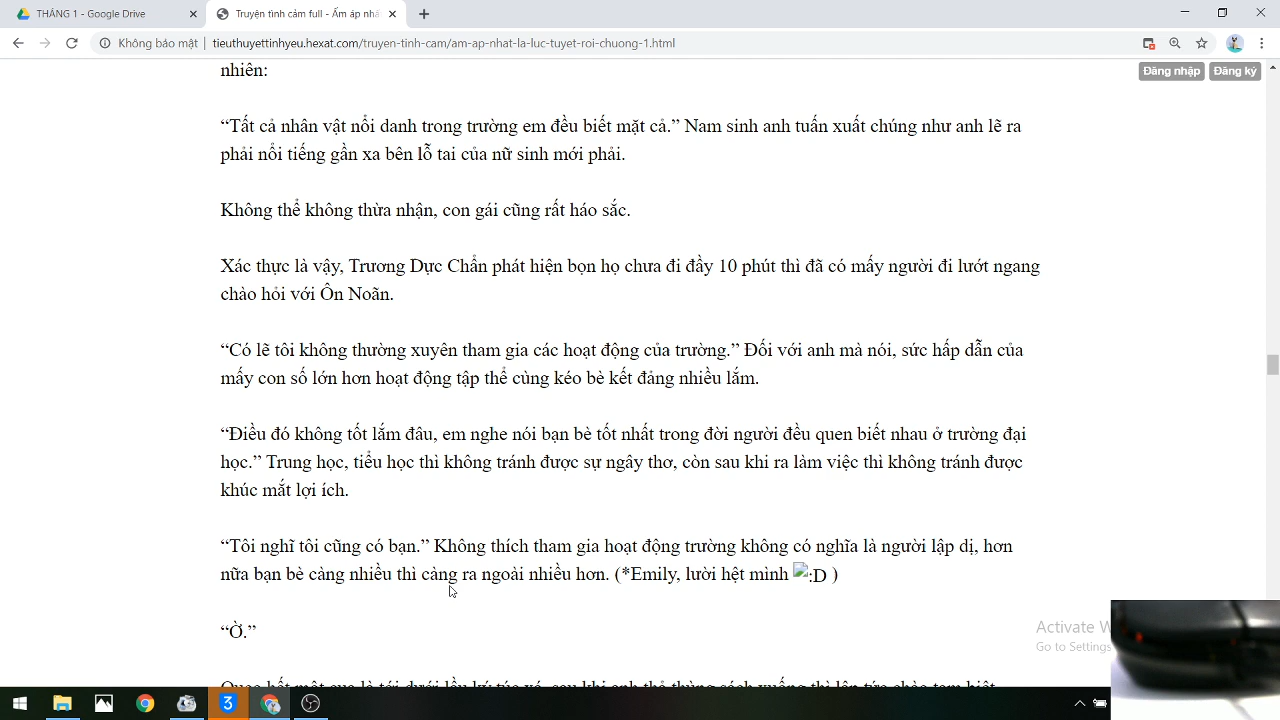 THÁNG 1 - Google Drive
Truyện tình cảm full - Ấm áp nhấ
Không bảo mật | tieuthuyettinhyeu.hexat.com/truyen-tinh-cam/am-ap-nhat-la-luc-tuyet-roi-chuong-1.html
Đăng nhập Đăng ký
nhiên:
“Tất cả nhân vật nổi danh trong trường em đều biết mặt cả.” Nam sinh anh tuấn xuất chúng như anh lẽ ra
phải nổi tiếng gần xa bên lỗ tai của nữ sinh mới phải.
Không thể không thừa nhận, con gái cũng rất háo sắc.
Xác thực là vậy, Trương Dực Chẩn phát hiện bọn họ chưa đi đầy 10 phút thì đã có mấy người đi lướt ngang
chào hỏi với Ôn Noãn.
“Có lẽ tôi không thường xuyên tham gia các hoạt động của trường.” Đối với anh mà nói, sức hấp dẫn của
mấy con số lớn hơn hoạt động tập thể cùng kéo bè kết đảng nhiều lắm.
“Điều đó không tốt lắm đâu, em nghe nói bạn bè tốt nhất trong đời người đều quen biết nhau ở trường đại
học.” Trung học, tiểu học thì không tránh được sự ngây thơ, còn sau khi ra làm việc thì không tránh được
khúc mắt lợi ích.
“Tôi nghĩ tôi cũng có bạn.” Không thích tham gia hoạt động trường không có nghĩa là người lập dị, hơn
nữa bạn bè càng nhiều thì cảng ra ngoài nhiều hơn. (*Emily, lười hệt mình :D )
“Ờ.”
Activate W
Go to Settings